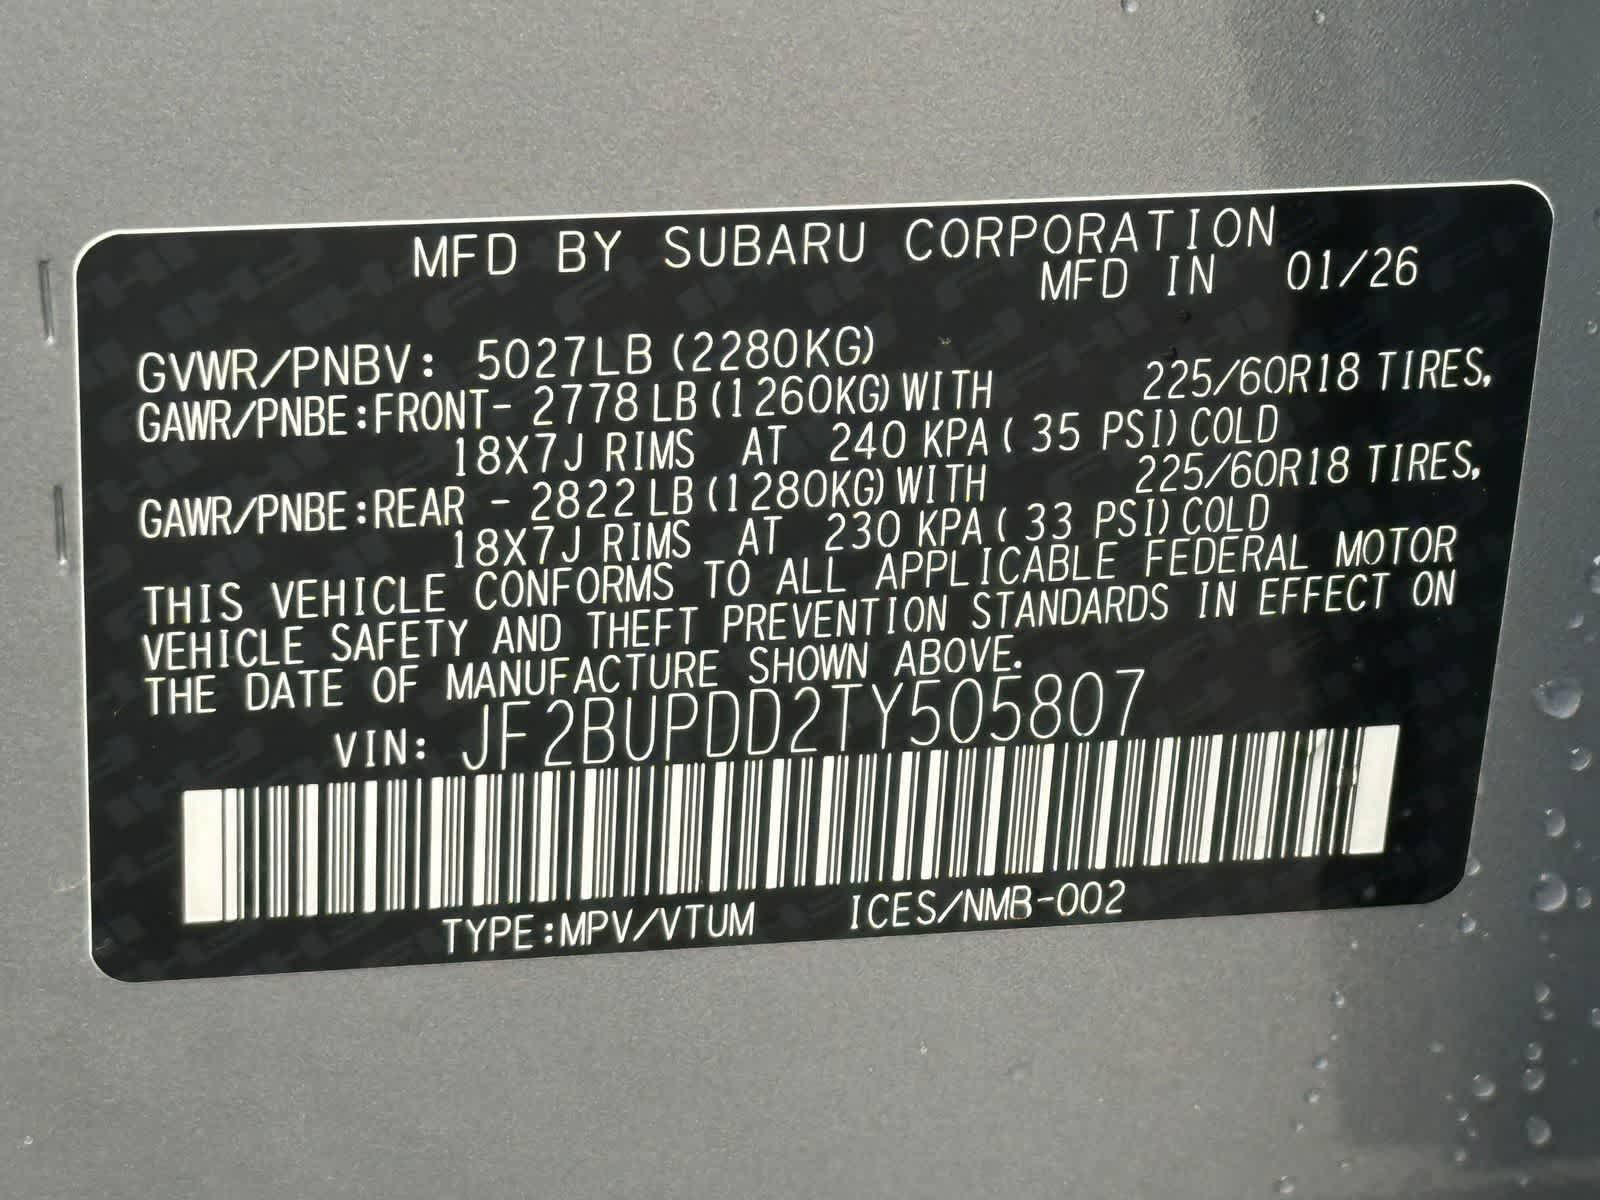 MFD BY SUBARU CORPORATION
MFD IN 01/26
GVWR/PNBV: 5027LB (2280KG)
GAWR/PNBE:FRONT- 2778 LB (1260KG) WITH 225/60R18 TIRES,
18X7J RIMS AT 240 KPA ( 35 PSI) COLD
GAWR/PNBE:REAR - 2822 LB (1280KG) WITH 225/60R18 TIRES,
18X7J RIMS AT 230 KPA ( 33 PSI) COLD
THIS VEHICLE CONFORMS TO ALL APPLICABLE FEDERAL MOTOR
VEHICLE SAFETY AND THEFT PREVENTION STANDARDS IN EFFECT ON
THE DATE OF MANUFACTURE SHOWN ABOVE.
VIN: JF2BUPDD2TY505807
TYPE:MPV/VTUM ICES/NMB-002